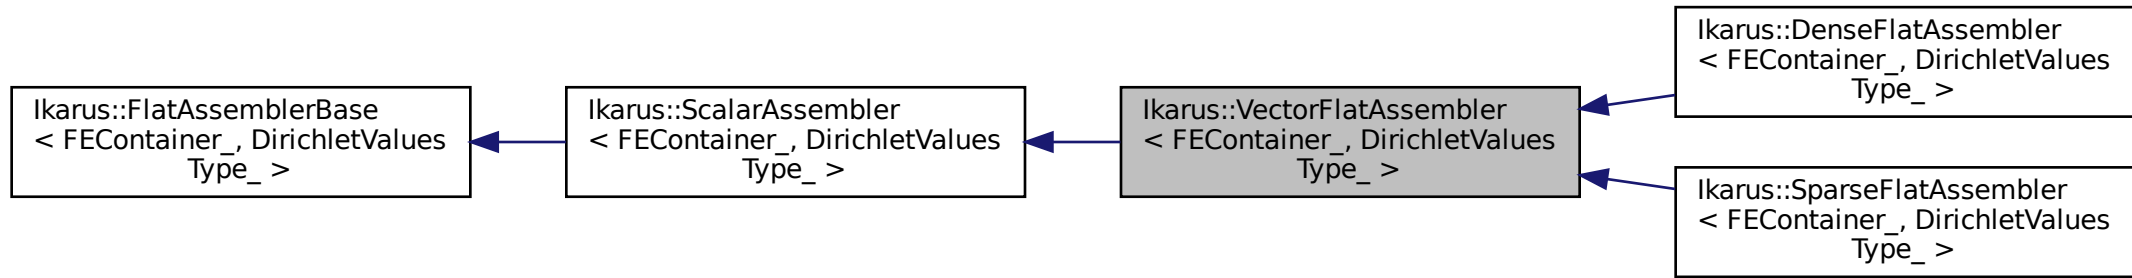 Ikarus::FlatAssemblerBase
< FEContainer_, DirichletValues
Type_ >
Ikarus::ScalarAssembler
< FEContainer_, DirichletValues
Type_ >
Ikarus::VectorFlatAssembler
< FEContainer_, DirichletValues
Type_ >
Ikarus::DenseFlatAssembler
< FEContainer_, DirichletValues
Type_ >
Ikarus::SparseFlatAssembler
< FEContainer_, DirichletValues
Type_ >